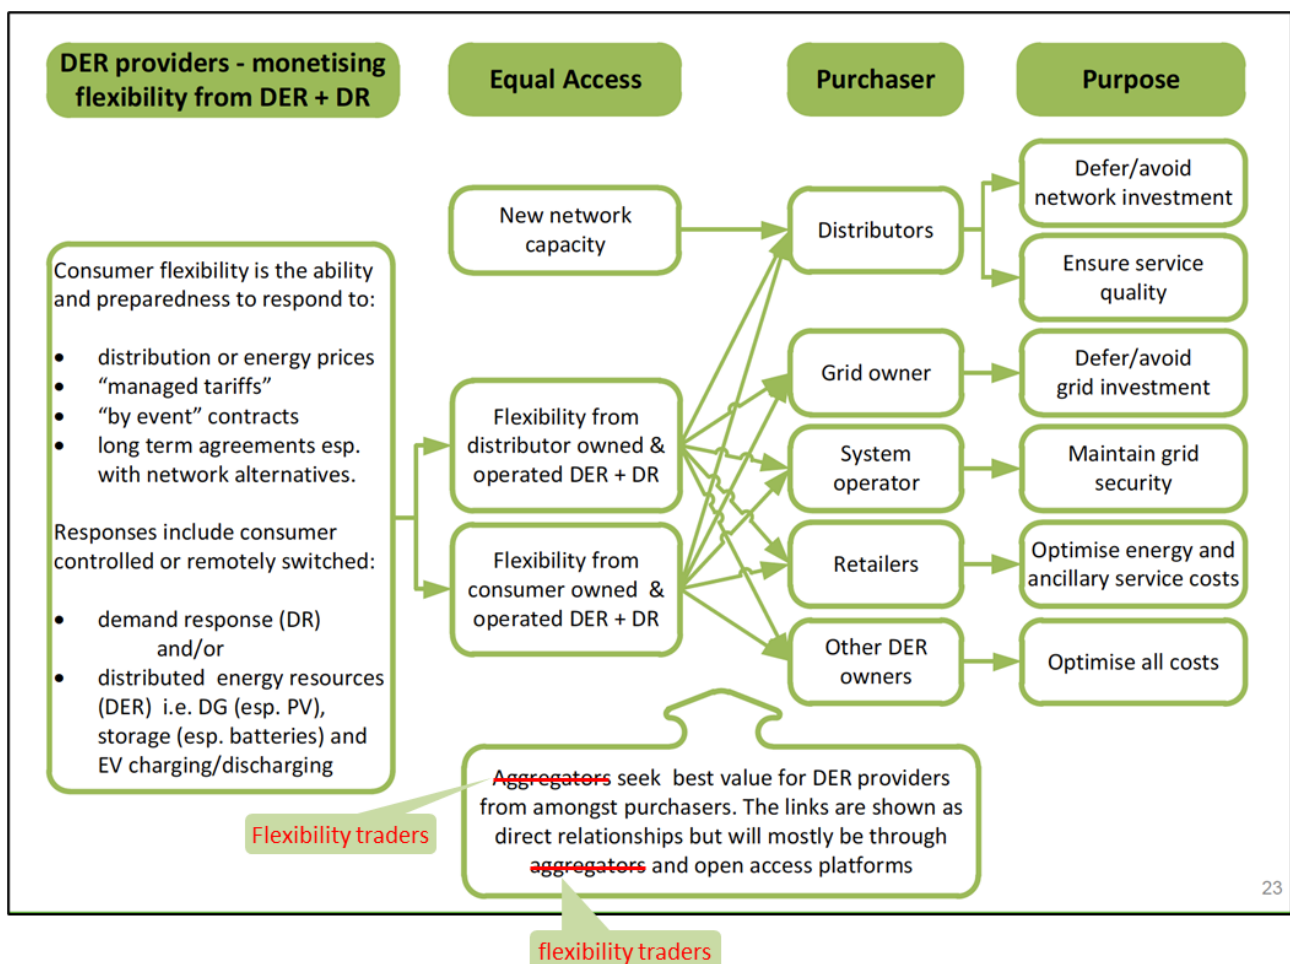 DER providers - monetising
flexibility from DER + DR
Equal Access
Purchaser
Purpose
Consumer flexibility is the ability
and preparedness to respond to:
• distribution or energy prices
• “managed tariffs”
• “by event” contracts
• long term agreements esp.
with network alternatives.
Responses include consumer
controlled or remotely switched:
• demand response (DR)
and/or
• distributed energy resources
(DER) i.e. DG (esp. PV),
storage (esp. batteries) and
EV charging/discharging
New network
capacity
Flexibility from
distributor owned &
operated DER + DR
Flexibility from
consumer owned &
operated DER + DR
Distributors
Grid owner
System
operator
Retailers
Other DER
owners
Defer/avoid
network investment
Ensure service
quality
Defer/avoid
grid investment
Maintain grid
security
Optimise energy and
ancillary service costs
Optimise all costs
Aggregators seek best value for DER providers
from amongst purchasers. The links are shown as
direct relationships but will mostly be through
aggregators and open access platforms
Flexibility traders
flexibility traders
23